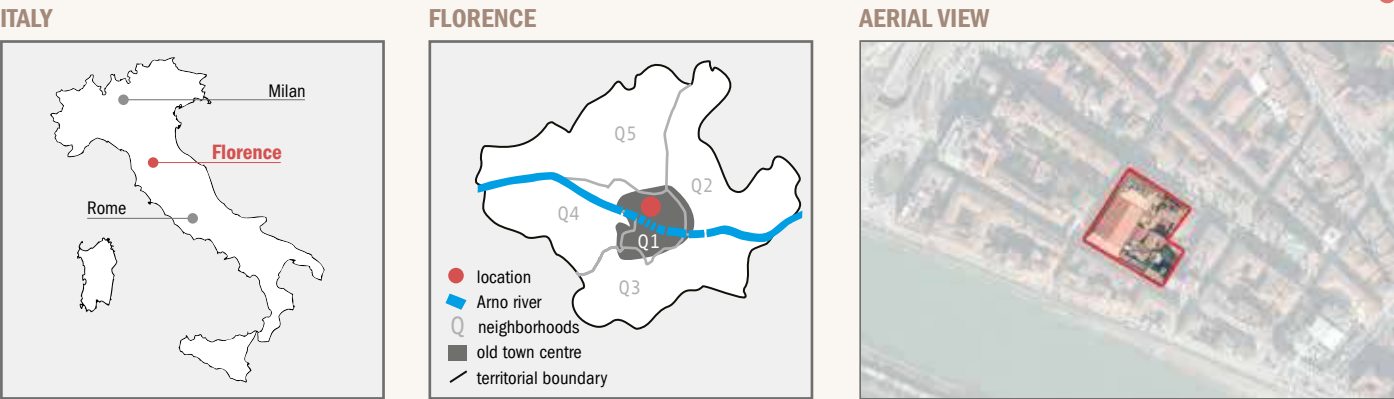 ITALY
Milan
Florence
Rome
FLORENCE
Q5
Q2
Q4
Q1
Q3
location
Arno river
Q neighborhoods
old town centre
territorial boundary
AERIAL VIEW